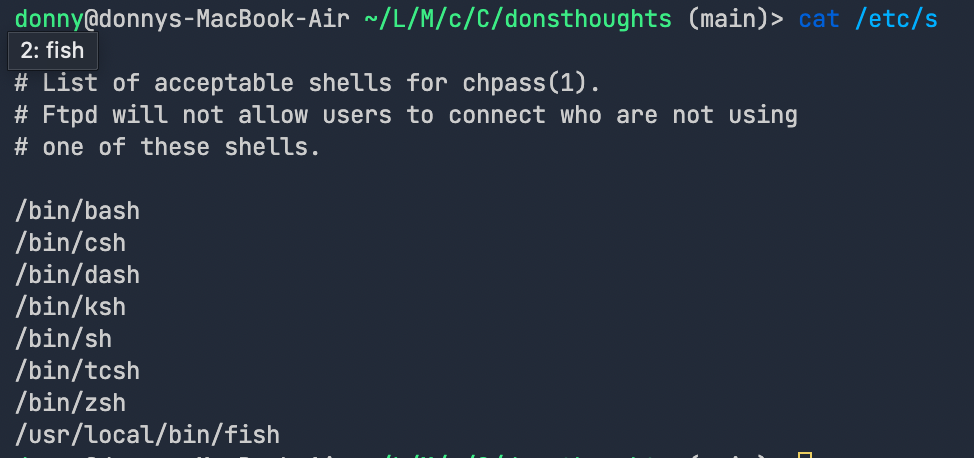 donny@donnys-MacBook-Air ~/L/M/c/C/donsthoughts (main)> cat /etc/s
2: fish
# List of acceptable shells for chpass(1).
# Ftpd will not allow users to connect who are not using
# one of these shells.
/bin/bash
/bin/csh
/bin/dash
/bin/ksh
/bin/sh
/bin/tcsh
/bin/zsh
/usr/local/bin/fish